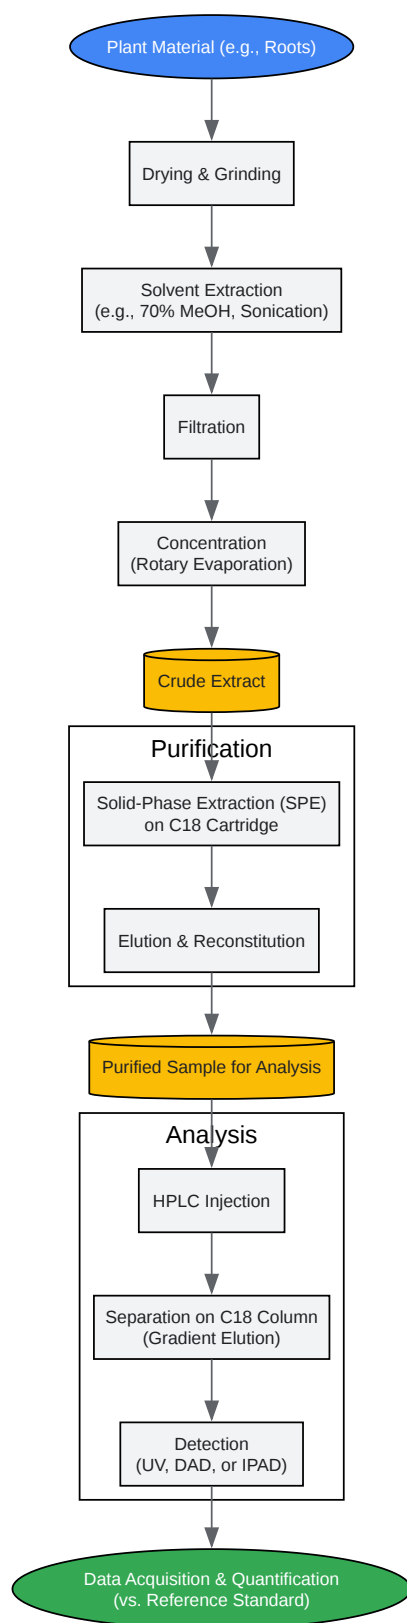 Plant Material (e.g., Roots)
Drying & Grinding
Solvent Extraction
(e.g., 70% MeOH, Sonication)
Filtration
Concentration
(Rotary Evaporation)
Crude Extract
Purification
Solid-Phase Extraction (SPE)
on C18 Cartridge
Elution & Reconstitution
Purified Sample for Analysis
Analysis
HPLC Injection
Separation on C18 Column
(Gradient Elution)
Detection
(UV, DAD, or IPAD)
Data Acquisition & Quantification
(vs. Reference Standard)